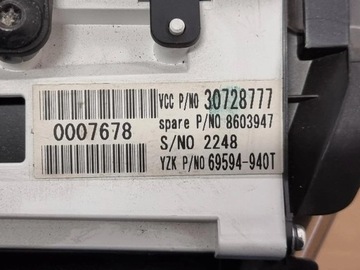 VCC P/NO 30728777
0007678
spare P/NO 8603947
S/NO 2248
YZK P/NO 69594-940T